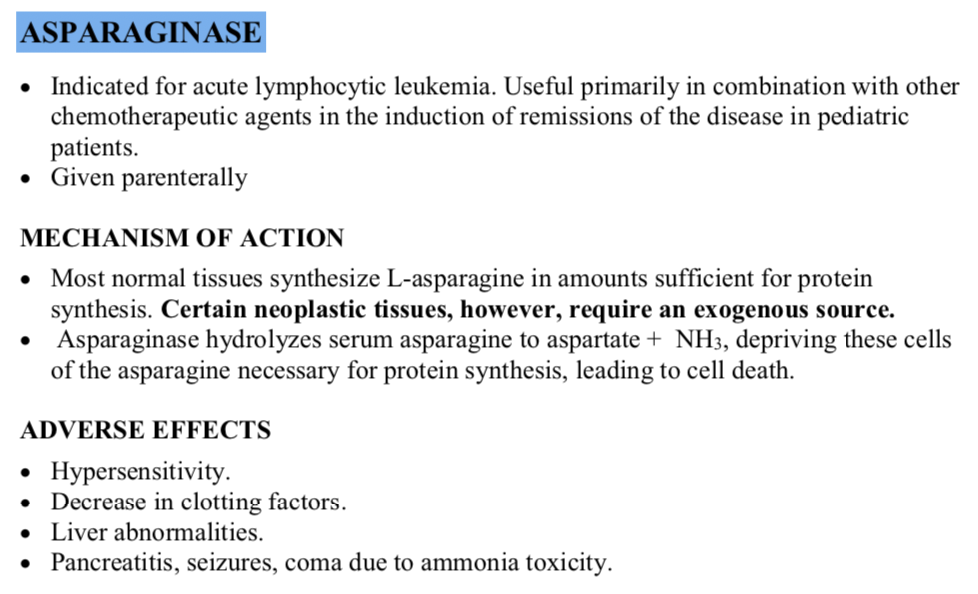 ASPARAGINASE
• Indicated for acute lymphocytic leukemia. Useful primarily in combination with other
chemotherapeutic agents in the induction of remissions of the disease in pediatric
patients.
• Given parenterally
MECHANISM OF ACTION
• Most normal tissues synthesize L-asparagine in amounts sufficient for protein
synthesis. Certain neoplastic tissues, however, require an exogenous source.
• Asparaginase hydrolyzes serum asparagine to aspartate + NH₃, depriving these cells
of the asparagine necessary for protein synthesis, leading to cell death.
ADVERSE EFFECTS
• Hypersensitivity.
• Decrease in clotting factors.
• Liver abnormalities.
• Pancreatitis, seizures, coma due to ammonia toxicity.